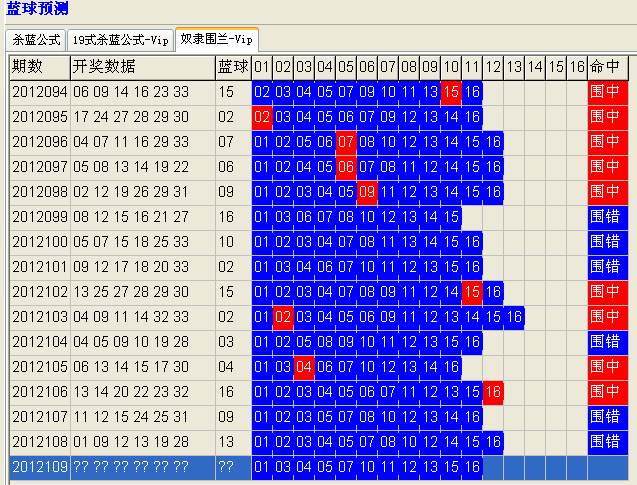 蓝球预测
杀蓝公式 19式杀蓝公式-Vip 奴隶围兰-Vip
期数 开奖数据 蓝球 01 02 03 04 05 06 07 08 09 10 11 12 13 14 15 16 命中
2012094 06 09 14 16 23 33 15 02 03 04 05 07 09 10 11 13 15 16 围中
2012095 17 24 27 28 29 30 02 02 03 04 05 06 07 09 12 13 14 16 围中
2012096 04 07 11 16 29 33 07 01 02 05 06 07 08 11 12 13 14 15 16 围中
2012097 05 08 13 14 19 22 06 01 02 04 05 06 07 08 11 12 14 15 16 围中
2012098 02 12 19 26 29 31 09 01 02 03 04 05 09 11 12 13 14 15 16 围中
2012099 08 12 15 16 21 27 16 01 03 06 07 08 10 12 13 14 15 围错
2012100 05 07 15 18 25 33 10 01 02 03 04 07 08 11 13 14 15 16 围错
2012101 09 12 17 18 20 33 02 01 03 04 06 07 10 11 12 13 15 16 围错
2012102 13 25 27 28 29 30 15 01 02 03 04 07 08 09 11 12 14 15 16 围中
2012103 04 09 11 14 32 33 02 01 02 03 04 05 06 09 11 12 13 14 15 16 围中
2012104 04 05 09 10 19 28 03 01 02 05 08 09 10 11 12 14 15 16 围错
2012105 06 13 14 15 17 30 04 01 03 04 06 07 08 09 12 14 16 围中
2012106 13 14 20 22 23 32 16 01 02 03 04 05 06 07 11 12 13 15 16 围中
2012107 11 12 15 24 25 31 09 01 02 03 04 05 07 10 12 13 14 16 围错
2012108 01 09 12 13 19 28 13 01 02 03 04 05 07 08 11 12 14 15 16 围错
2012109 ?? ?? ?? ?? ?? ?? ?? 01 03 04 05 07 08 10 11 13 15 16